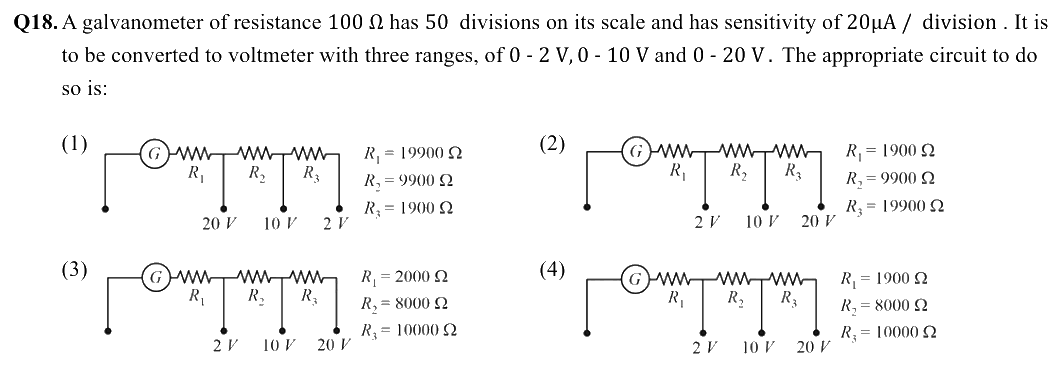 Q18. A galvanometer of resistance 100 Ω has 50 divisions on its scale and has sensitivity of 20μA / division . It is
to be converted to voltmeter with three ranges, of 0 - 2 V, 0 - 10 V and 0 - 20 V. The appropriate circuit to do
so is:
(1)
G
R₁
R₂
R₃
20 V
10 V
2 V
R₁ = 19900 Ω
R₂ = 9900 Ω
R₃ = 1900 Ω
(2)
G
R₁
R₂
R₃
2 V
10 V
20 V
R₁ = 1900 Ω
R₂ = 9900 Ω
R₃ = 19900 Ω
(3)
G
R₁
R₂
R₃
2 V
10 V
20 V
R₁ = 2000 Ω
R₂ = 8000 Ω
R₃ = 10000 Ω
(4)
G
R₁
R₂
R₃
2 V
10 V
20 V
R₁ = 1900 Ω
R₂ = 8000 Ω
R₃ = 10000 Ω